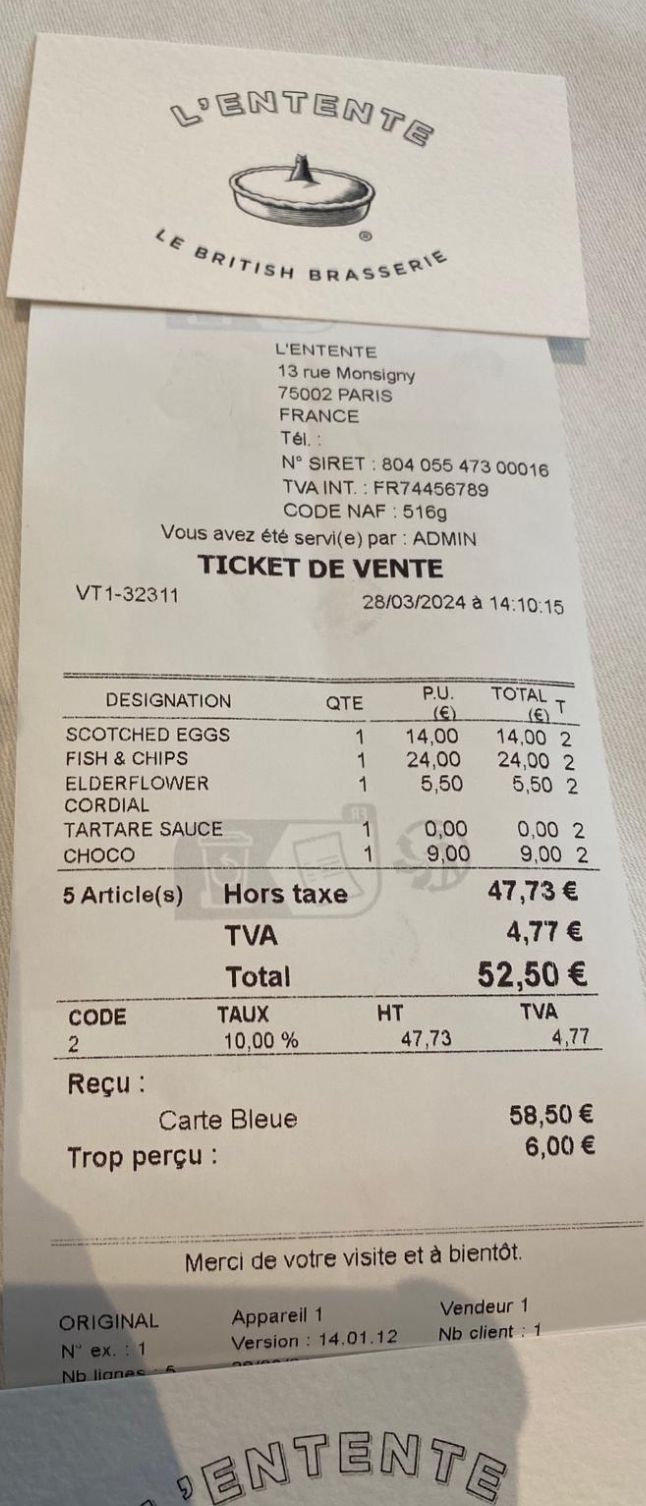 L'ENTENTE
®
LE BRITISH BRASSERIE
L'ENTENTE
13 rue Monsigny
75002 PARIS
FRANCE
Tél. :
N° SIRET : 804 055 473 00016
TVA INT. : FR74456789
CODE NAF : 516g
Vous avez été servi(e) par : ADMIN
TICKET DE VENTE
VT1-32311 28/03/2024 à 14:10:15
DESIGNATION QTE P.U. (€) TOTAL (€) T
SCOTCHED EGGS 1 14,00 14,00 2
FISH & CHIPS 1 24,00 24,00 2
ELDERFLOWER 1 5,50 5,50 2
CORDIAL
TARTARE SAUCE 1 0,00 0,00 2
CHOCO 1 9,00 9,00 2
5 Article(s) Hors taxe 47,73 €
TVA 4,77 €
Total 52,50 €
CODE TAUX HT TVA
2 10,00 % 47,73 4,77
Reçu :
Carte Bleue 58,50 €
Trop perçu : 6,00 €
Merci de votre visite et à bientôt.
ORIGINAL Appareil 1 Vendeur 1
N° ex. : 1 Version : 14.01.12 Nb client : 1
Nb lignes : 5
L'ENTENTE